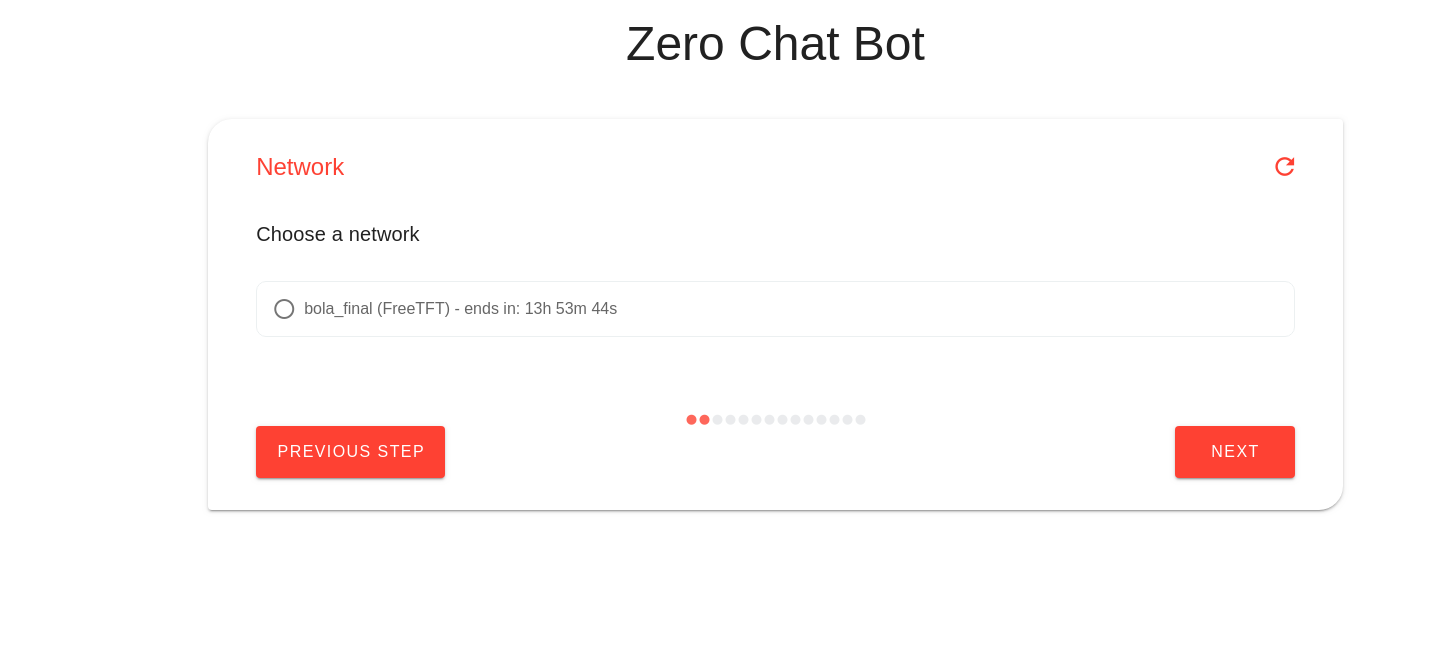 Zero Chat Bot
Network
Choose a network
bola_final (FreeTFT) - ends in: 13h 53m 44s
PREVIOUS STEP
NEXT